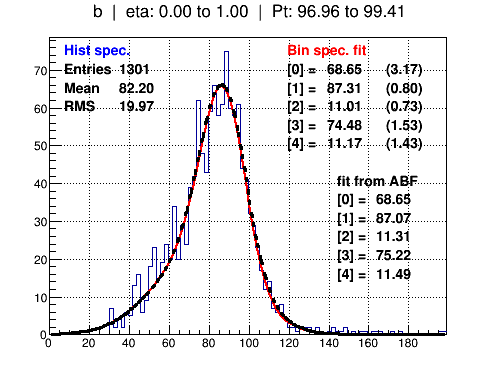 b | eta: 0.00 to 1.00 | Pt: 96.96 to 99.41
Hist spec.
Entries 1301
Mean 82.20
RMS 19.97
Bin spec. fit
[0] = 68.65 (3.17)
[1] = 87.31 (0.80)
[2] = 11.01 (0.73)
[3] = 74.48 (1.53)
[4] = 11.17 (1.43)
fit from ABF
[0] = 68.65
[1] = 87.07
[2] = 11.31
[3] = 75.22
[4] = 11.49
70
60
50
40
30
20
10
0
0 20 40 60 80 100 120 140 160 180